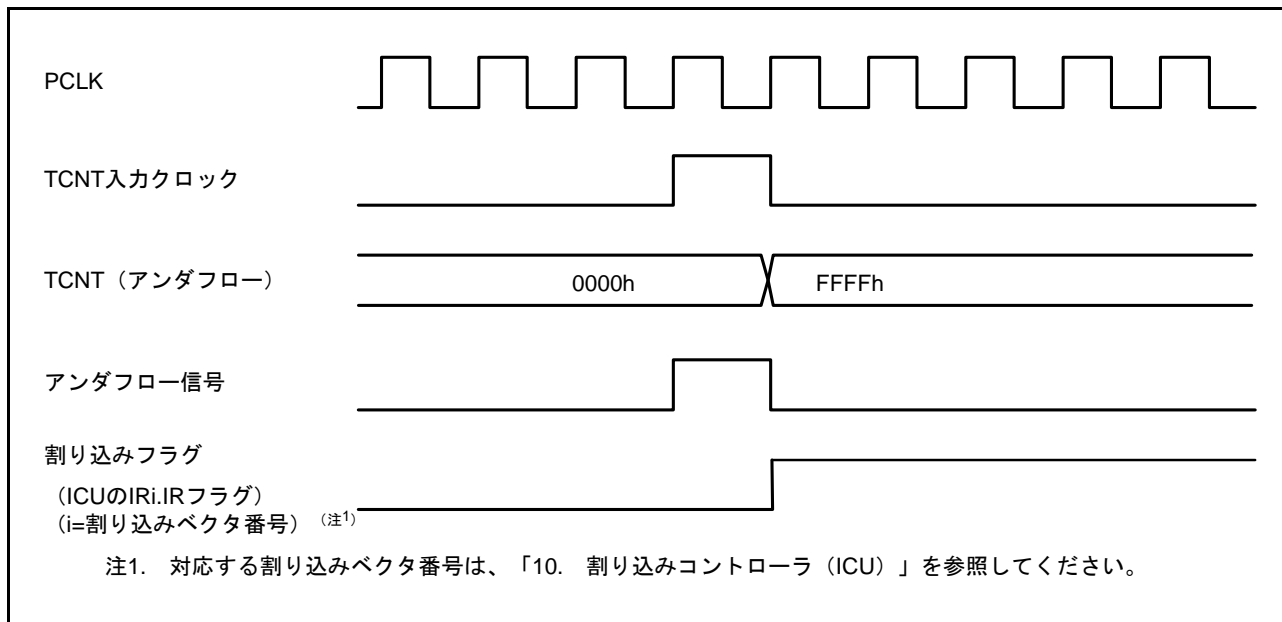 PCLK
TCNT入力クロック
TCNT（アンダフロー）
0000h
FFFFh
アンダフロー信号
割り込みフラグ
（ICUのIRi.IRフラグ）
（i=割り込みベクタ番号）（注1）
注1. 対応する割り込みベクタ番号は、「10. 割り込みコントローラ（ICU）」を参照してください。